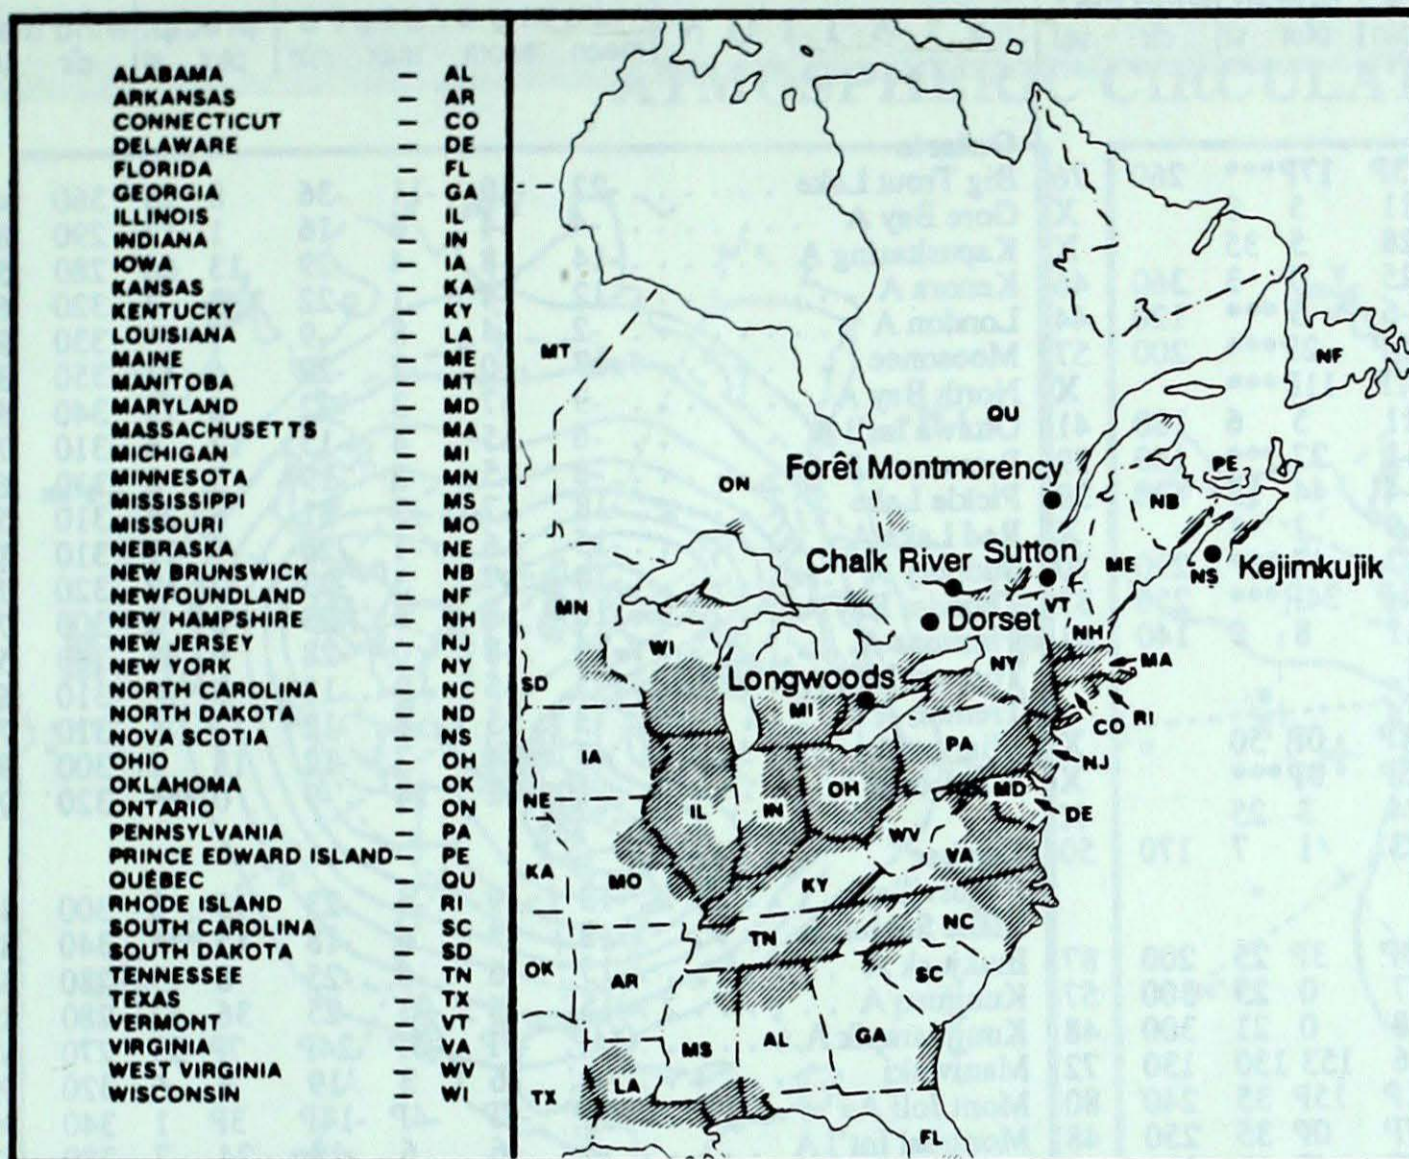 ALABAMA — AL
ARKANSAS — AR
CONNECTICUT — CO
DELAWARE — DE
FLORIDA — FL
GEORGIA — GA
ILLINOIS — IL
INDIANA — IN
IOWA — IA
KANSAS — KA
KENTUCKY — KY
LOUISIANA — LA
MAINE — ME
MANITOBA — MT
MARYLAND — MD
MASSACHUSETTS — MA
MICHIGAN — MI
MINNESOTA — MN
MISSISSIPPI — MS
MISSOURI — MO
NEBRASKA — NE
NEW BRUNSWICK — NB
NEWFOUNDLAND — NF
NEW HAMPSHIRE — NH
NEW JERSEY — NJ
NEW YORK — NY
NORTH CAROLINA — NC
NORTH DAKOTA — ND
NOVA SCOTIA — NS
OHIO — OH
OKLAHOMA — OK
ONTARIO — ON
PENNSYLVANIA — PA
PRINCE EDWARD ISLAND — PE
QUÉBEC — QU
RHODE ISLAND — RI
SOUTH CAROLINA — SC
SOUTH DAKOTA — SD
TENNESSEE — TN
TEXAS — TX
VERMONT — VT
VIRGINIA — VA
WEST VIRGINIA — WV
WISCONSIN — WI
MT
NF
QU
Forêt Montmorency
ON
PE
NB
Chalk River
Sutton
ME
NS
Kejimkujik
MN
Dorset
VT
NH
WI
NY
MA
SD
Longwoods
MI
CO
RI
IA
PA
NJ
NE
IL
IN
OH
MD
DE
WV
VA
KA
MO
KY
NC
TN
OK
AR
SC
MS
AL
GA
LA
TX
FL